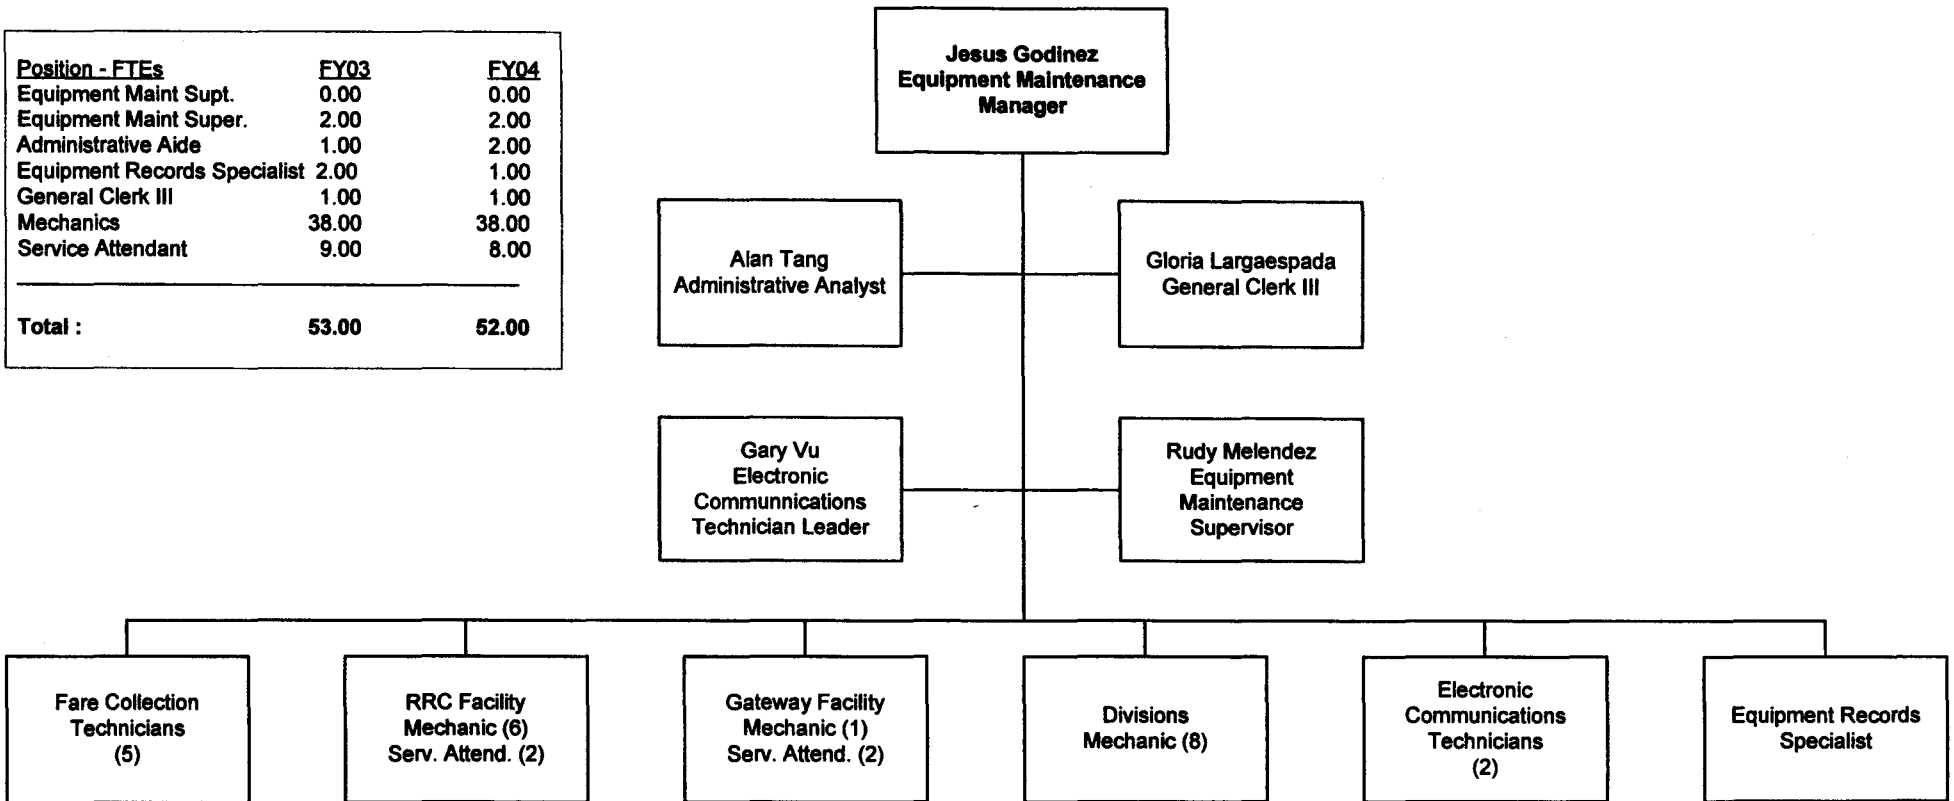 Position - FTEs FY03 FY04
Equipment Maint Supt. 0.00 0.00
Equipment Maint Super. 2.00 2.00
Administrative Aide 1.00 2.00
Equipment Records Specialist 2.00 1.00
General Clerk III 1.00 1.00
Mechanics 38.00 38.00
Service Attendant 9.00 8.00
Total : 53.00 52.00
Jesus Godinez
Equipment Maintenance
Manager
Alan Tang
Administrative Analyst
Gloria Largaespada
General Clerk III
Gary Vu
Electronic
Communnications
Technician Leader
Rudy Melendez
Equipment
Maintenance
Supervisor
Fare Collection
Technicians
(5)
RRC Facility
Mechanic (6)
Serv. Attend. (2)
Gateway Facility
Mechanic (1)
Serv. Attend. (2)
Divisions
Mechanic (8)
Electronic
Communications
Technicians
(2)
Equipment Records
Specialist